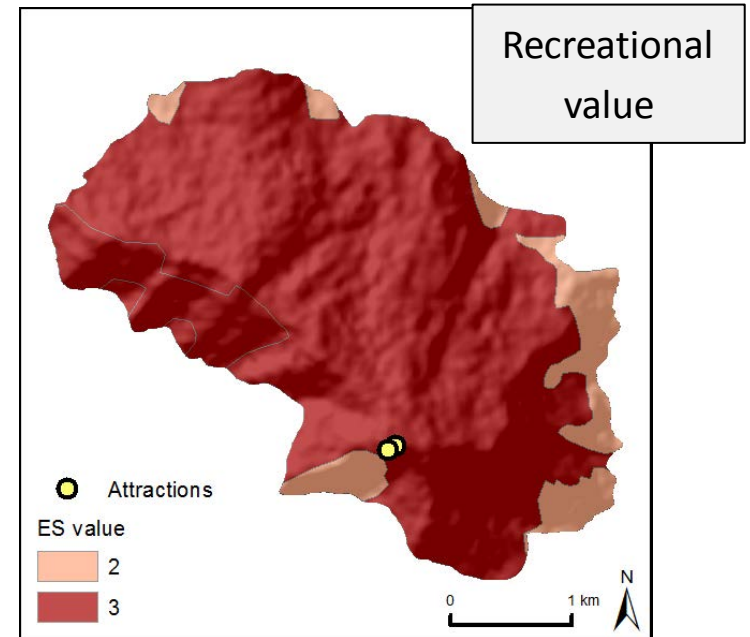 Recreational
value
Attractions
ES value
2
3
0 1 km
N